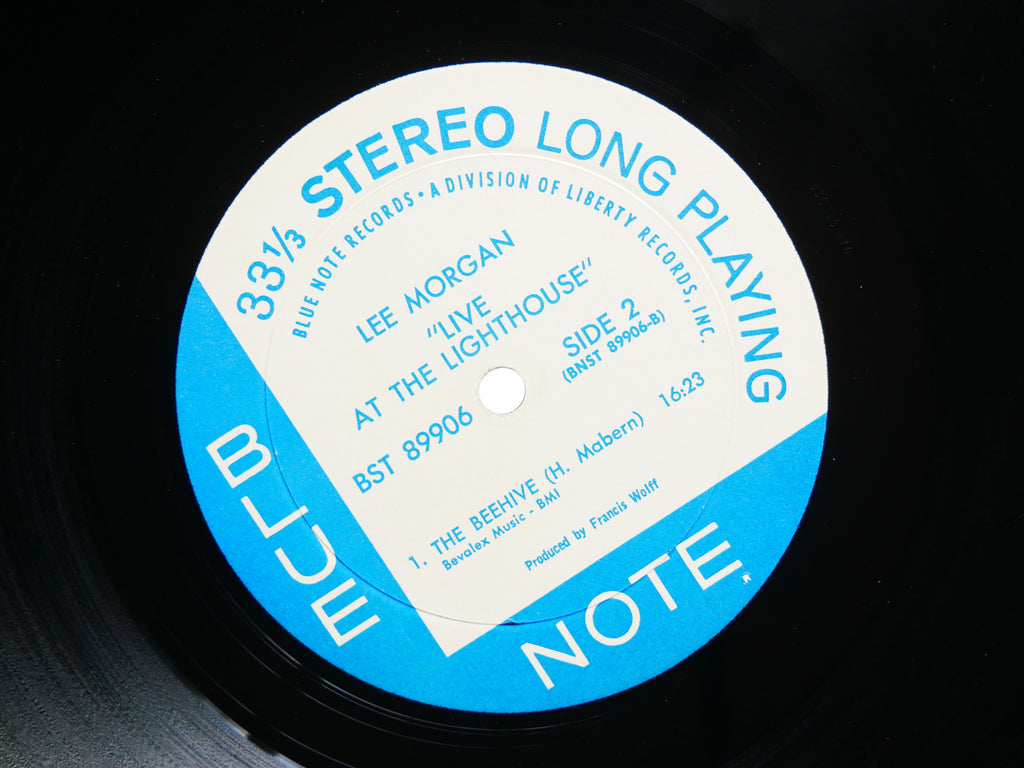 33 1/3 STEREO LONG PLAYING
BLUE NOTE RECORDS • A DIVISION OF LIBERTY RECORDS, INC.
LEE MORGAN
"LIVE
AT THE LIGHTHOUSE"
BST 89906
SIDE 2
(BNST 89906-B)
1. THE BEEHIVE (H. Mabern) 16:23
Bevalex Music - BMI
Produced by Francis Wolff
BLUE
NOTE®